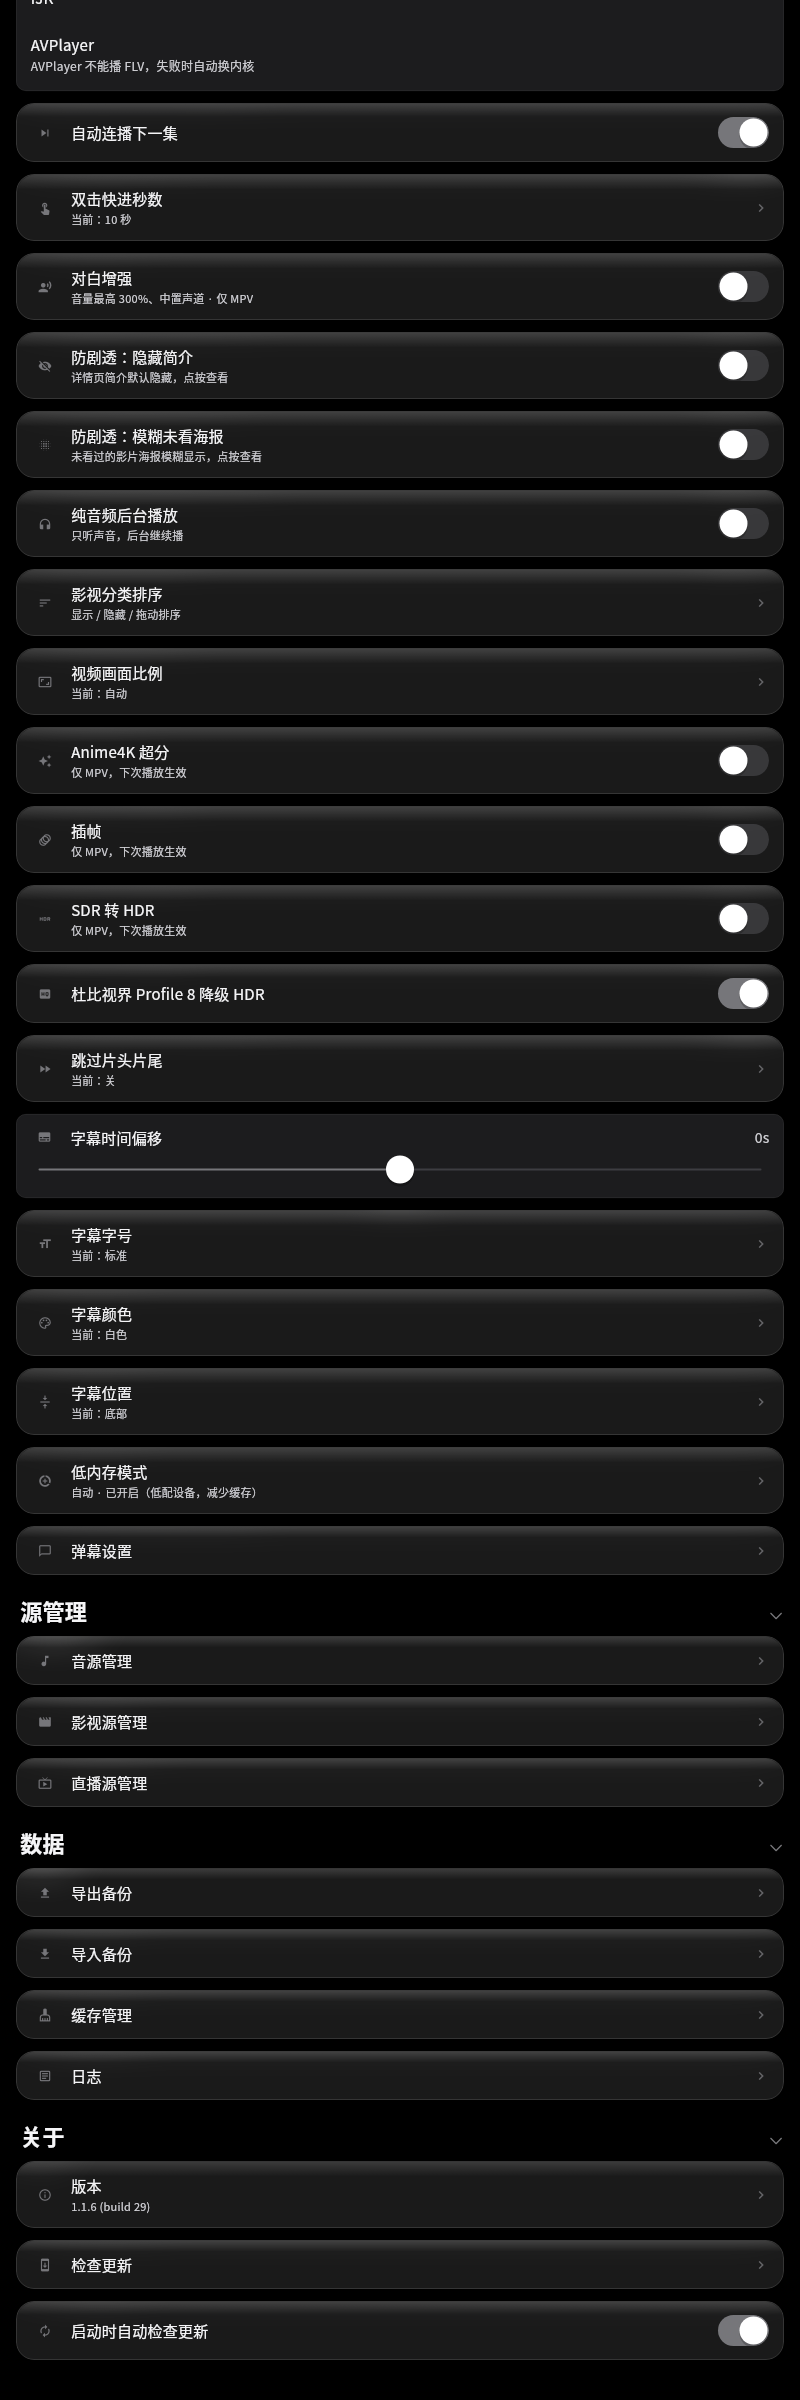 AVPlayer
AVPlayer 不能播 FLV，失败时自动换内核
自动连播下一集
双击快进秒数
当前：10 秒
对白增强
音量最高 300%、中置声道 · 仅 MPV
防剧透：隐藏简介
详情页简介默认隐藏，点按查看
防剧透：模糊未看海报
未看过的影片海报模糊显示，点按查看
纯音频后台播放
只听声音，后台继续播
影视分类排序
显示 / 隐藏 / 拖动排序
视频画面比例
当前：自动
Anime4K 超分
仅 MPV，下次播放生效
插帧
仅 MPV，下次播放生效
SDR 转 HDR
仅 MPV，下次播放生效
杜比视界 Profile 8 降级 HDR
跳过片头片尾
当前：关
字幕时间偏移 0s
字幕字号
当前：标准
字幕颜色
当前：白色
字幕位置
当前：底部
低内存模式
自动 · 已开启（低配设备，减少缓存）
弹幕设置
源管理
音源管理
影视源管理
直播源管理
数据
导出备份
导入备份
缓存管理
日志
关于
版本
1.1.6 (build 29)
检查更新
启动时自动检查更新